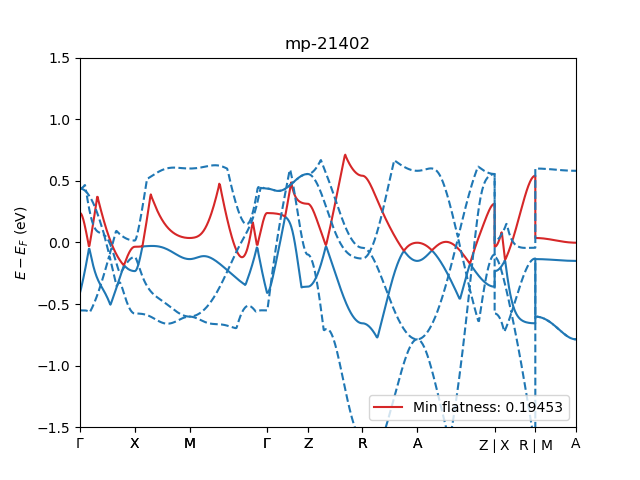 mp-21402
E − E_F (eV)
1.5
1.0
0.5
0.0
−0.5
−1.0
−1.5
Min flatness: 0.19453
Γ X M Γ Z R A Z | X R | M A